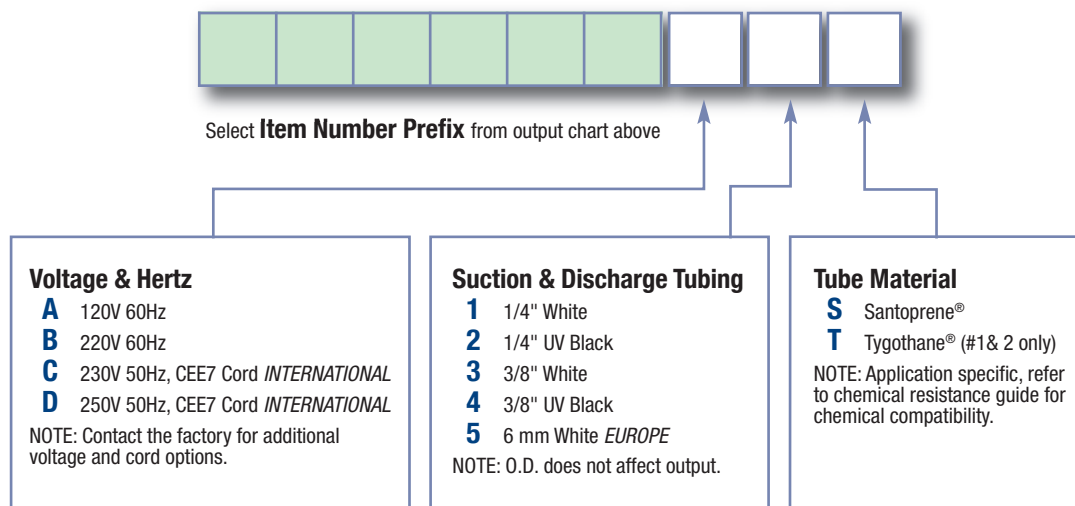 Select Item Number Prefix from output chart above
Voltage & Hertz
A 120V 60Hz
B 220V 60Hz
C 230V 50Hz, CEE7 Cord INTERNATIONAL
D 250V 50Hz, CEE7 Cord INTERNATIONAL
NOTE: Contact the factory for additional
voltage and cord options.
Suction & Discharge Tubing
1 1/4" White
2 1/4" UV Black
3 3/8" White
4 3/8" UV Black
5 6 mm White EUROPE
NOTE: O.D. does not affect output.
Tube Material
S Santoprene®
T Tygothane® (#1& 2 only)
NOTE: Application specific, refer
to chemical resistance guide for
chemical compatibility.